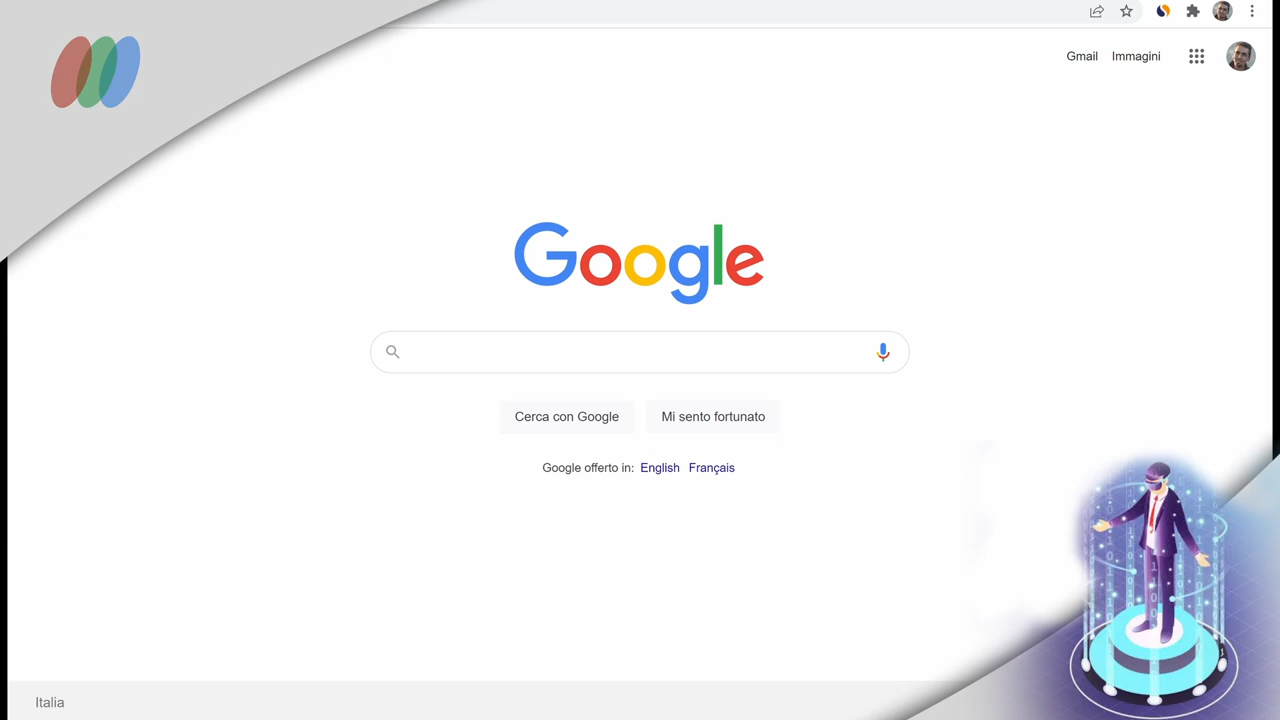 Gmail Immagini
Google
Cerca con Google Mi sento fortunato
Google offerto in: English Français
Italia